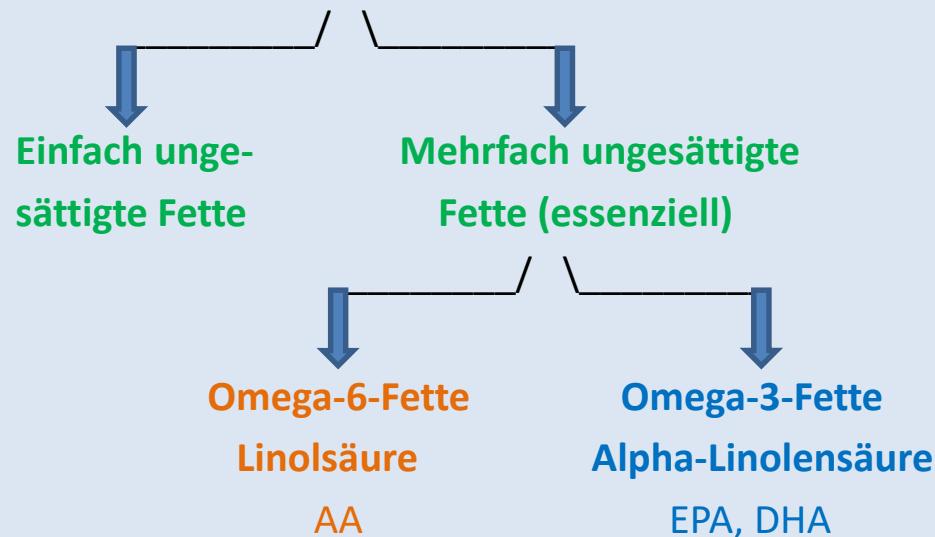 Einfach unge-
sättigte Fette
Mehrfach ungesättigte
Fette (essenziell)
Omega-6-Fette
Linolsäure
AA
Omega-3-Fette
Alpha-Linolensäure
EPA, DHA